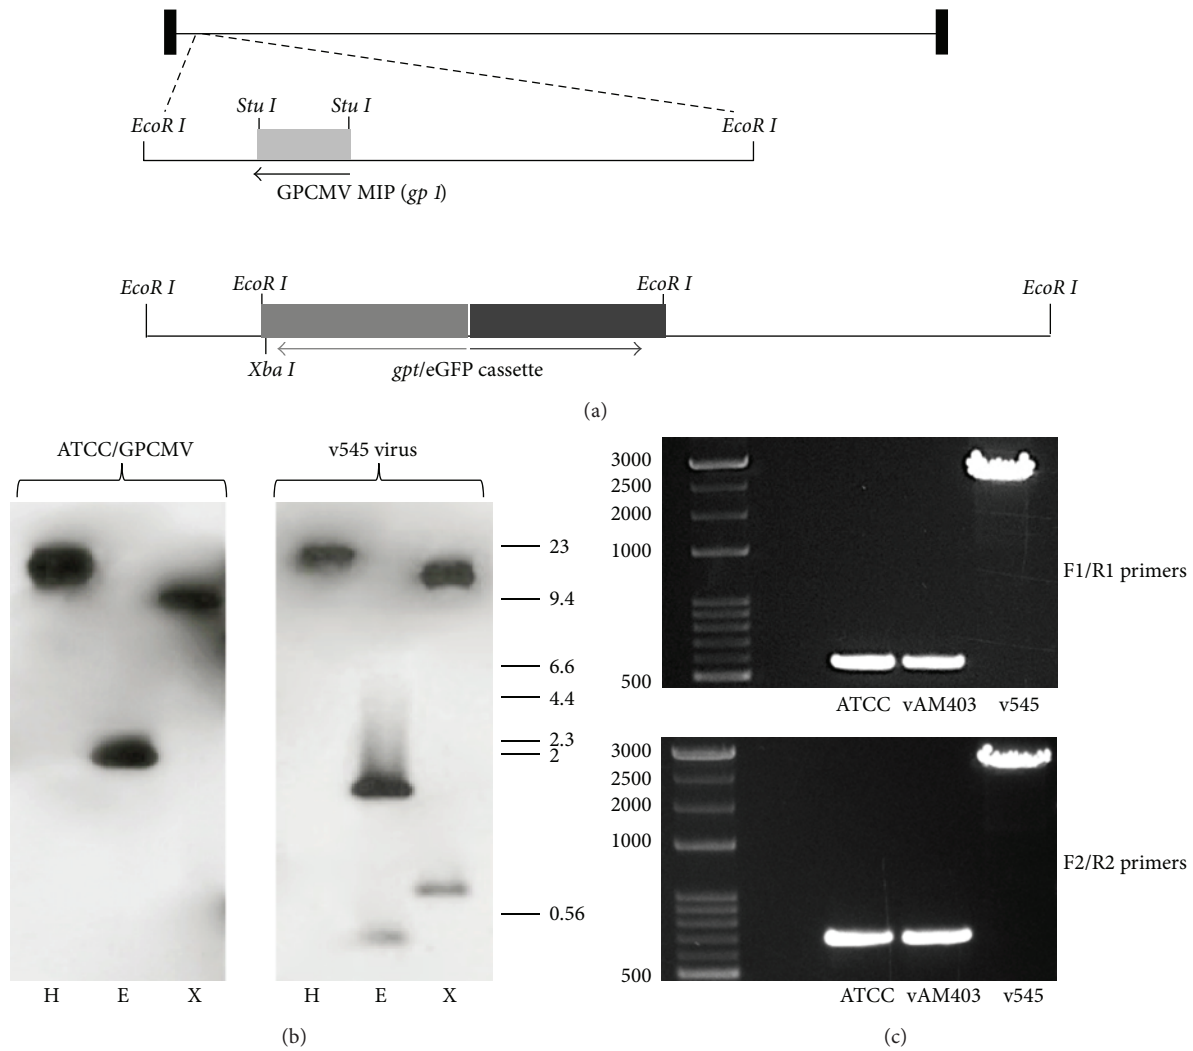 Stu I Stu I
EcoR I EcoR I
GPCMV MIP (gp 1)
EcoR I EcoR I EcoR I EcoR I
Xba I gpt/eGFP cassette
(a)
ATCC/GPCMV v545 virus
23
9.4
6.6
4.4
2.3
2
0.56
H E X H E X
(b)
3000
2500
2000
1000
500
F1/R1 primers
ATCC vAM403 v545
3000
2500
2000
1000
500
F2/R2 primers
ATCC vAM403 v545
(c)